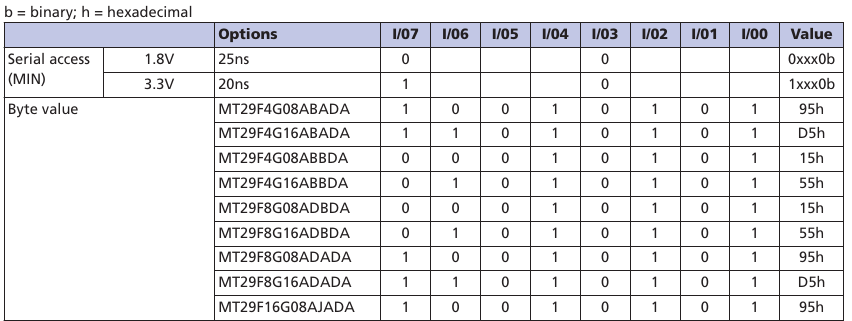 b = binary; h = hexadecimal
Options I/07 I/06 I/05 I/04 I/03 I/02 I/01 I/00 Value
Serial access (MIN) 1.8V 25ns 0 0 0xxx0b
3.3V 20ns 1 0 1xxx0b
Byte value MT29F4G08ABADA 1 0 0 1 0 1 0 1 95h
MT29F4G16ABADA 1 1 0 1 0 1 0 1 D5h
MT29F4G08ABBDA 0 0 0 1 0 1 0 1 15h
MT29F4G16ABBDA 0 1 0 1 0 1 0 1 55h
MT29F8G08ADBDA 0 0 0 1 0 1 0 1 15h
MT29F8G16ADBDA 0 1 0 1 0 1 0 1 55h
MT29F8G08ADADA 1 0 0 1 0 1 0 1 95h
MT29F8G16ADADA 1 1 0 1 0 1 0 1 D5h
MT29F16G08AJADA 1 0 0 1 0 1 0 1 95h